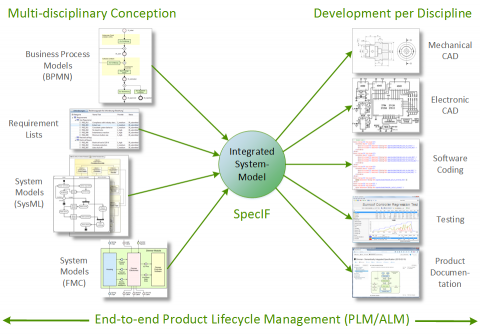 Multi-disciplinary Conception
Development per Discipline
Business Process
Models
(BPMN)
Requirement
Lists
System
Models
(SysML)
System
Models
(FMC)
Integrated
System-
Model
SpecIF
Mechanical
CAD
Electronic
CAD
Software
Coding
Testing
Product
Documen-
tation
End-to-end Product Lifecycle Management (PLM/ALM)